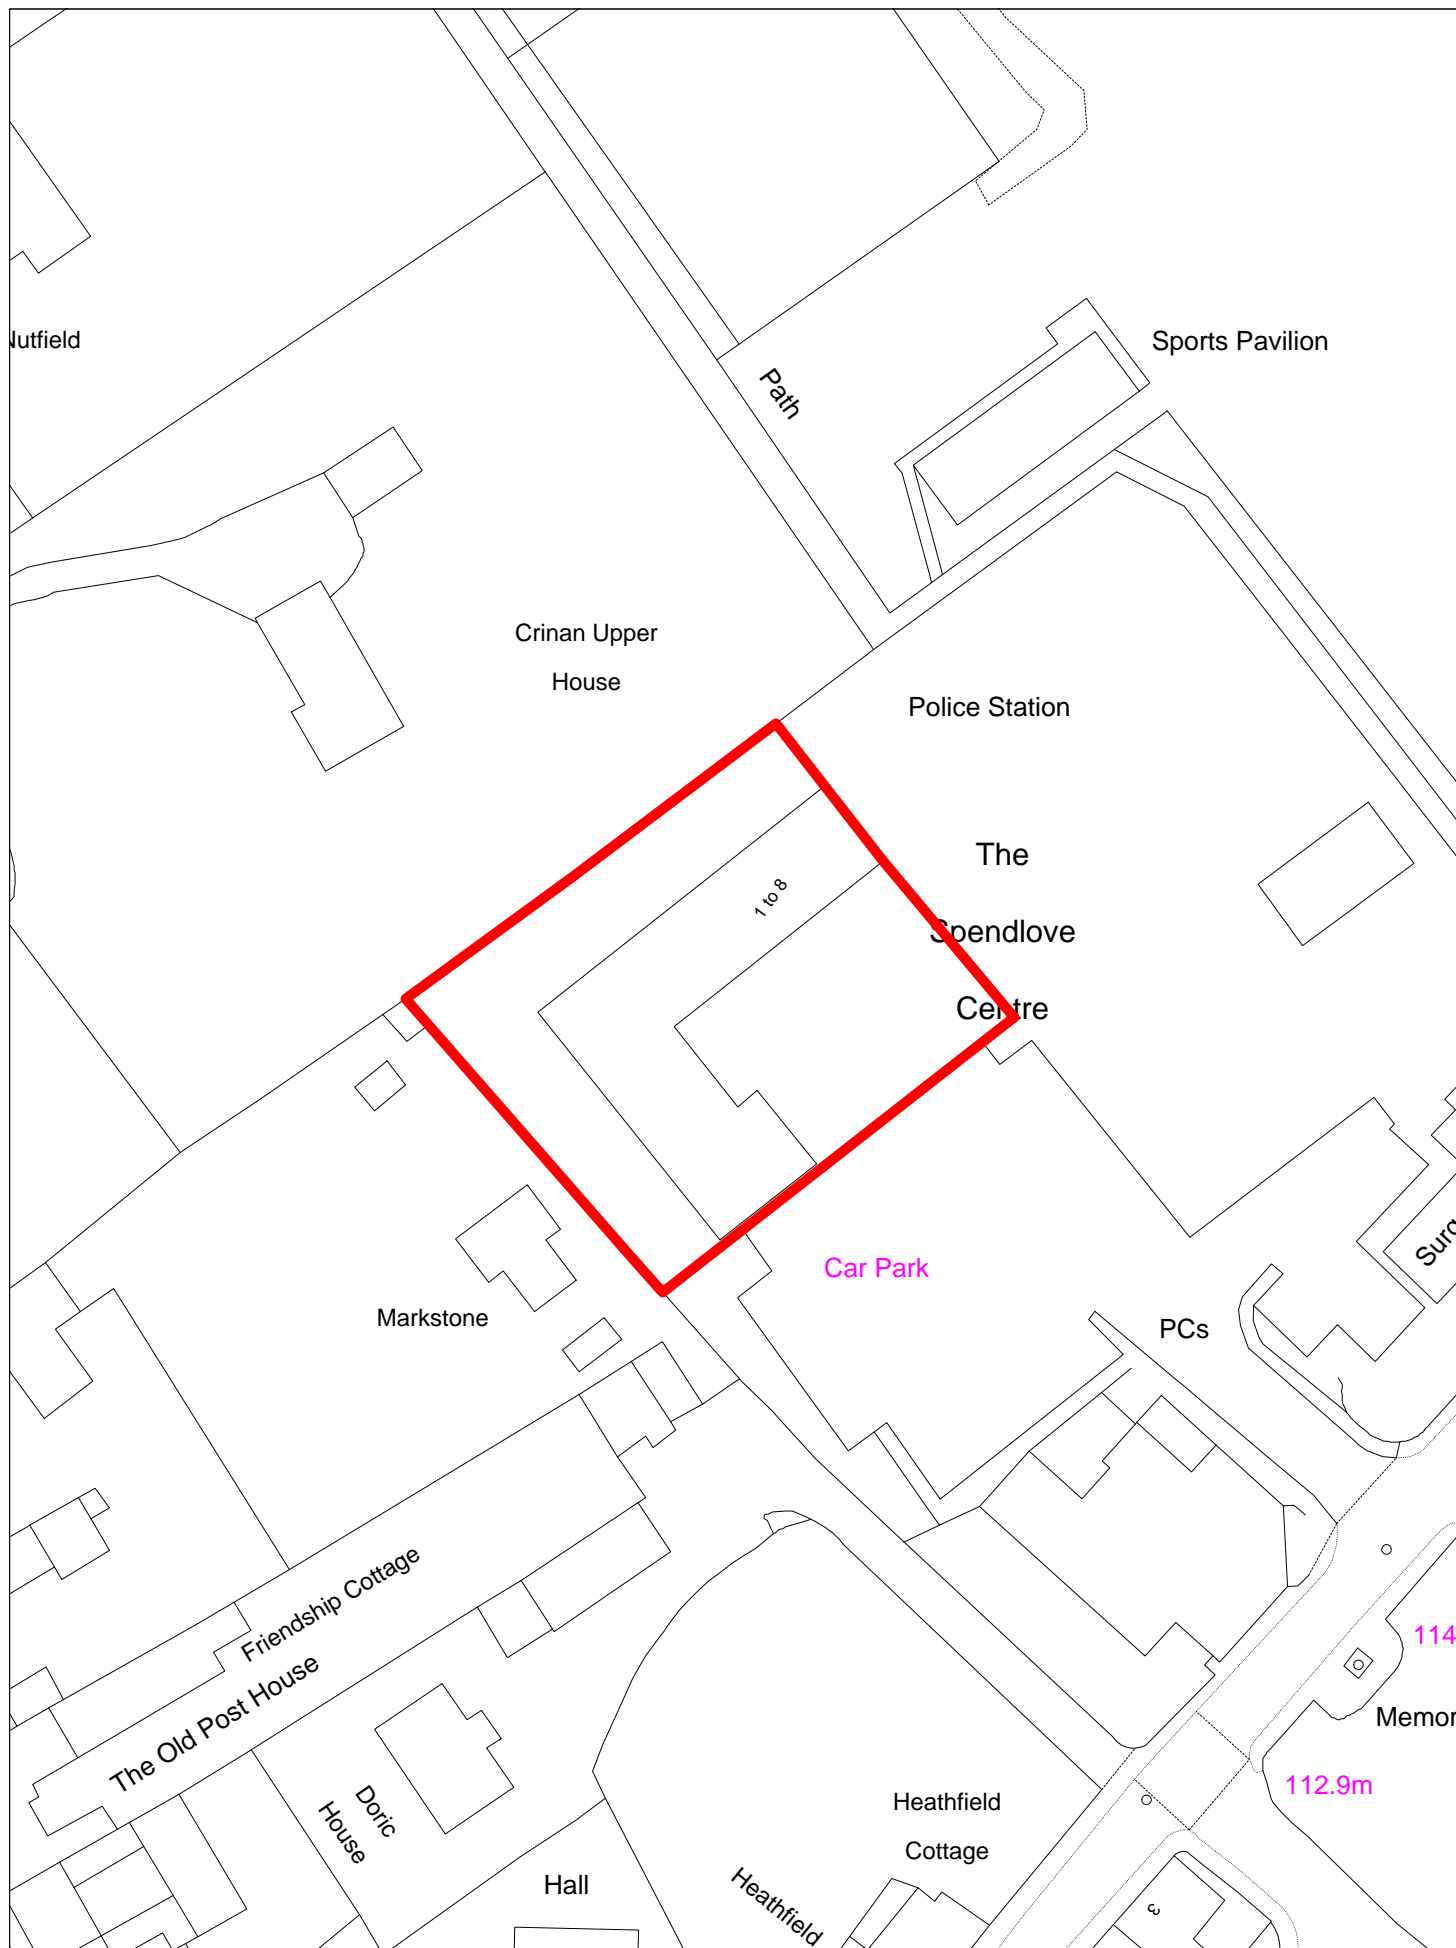 Nutfield
Sports Pavilion
Path
Crinan Upper
House
Police Station
The
Spendlove
Centre
1 to 8
Car Park
Markstone
PCs
Friendship Cottage
The Old Post House
Doric
House
Hall
Heathfield
Cottage
Heathfield
112.9m
114
3